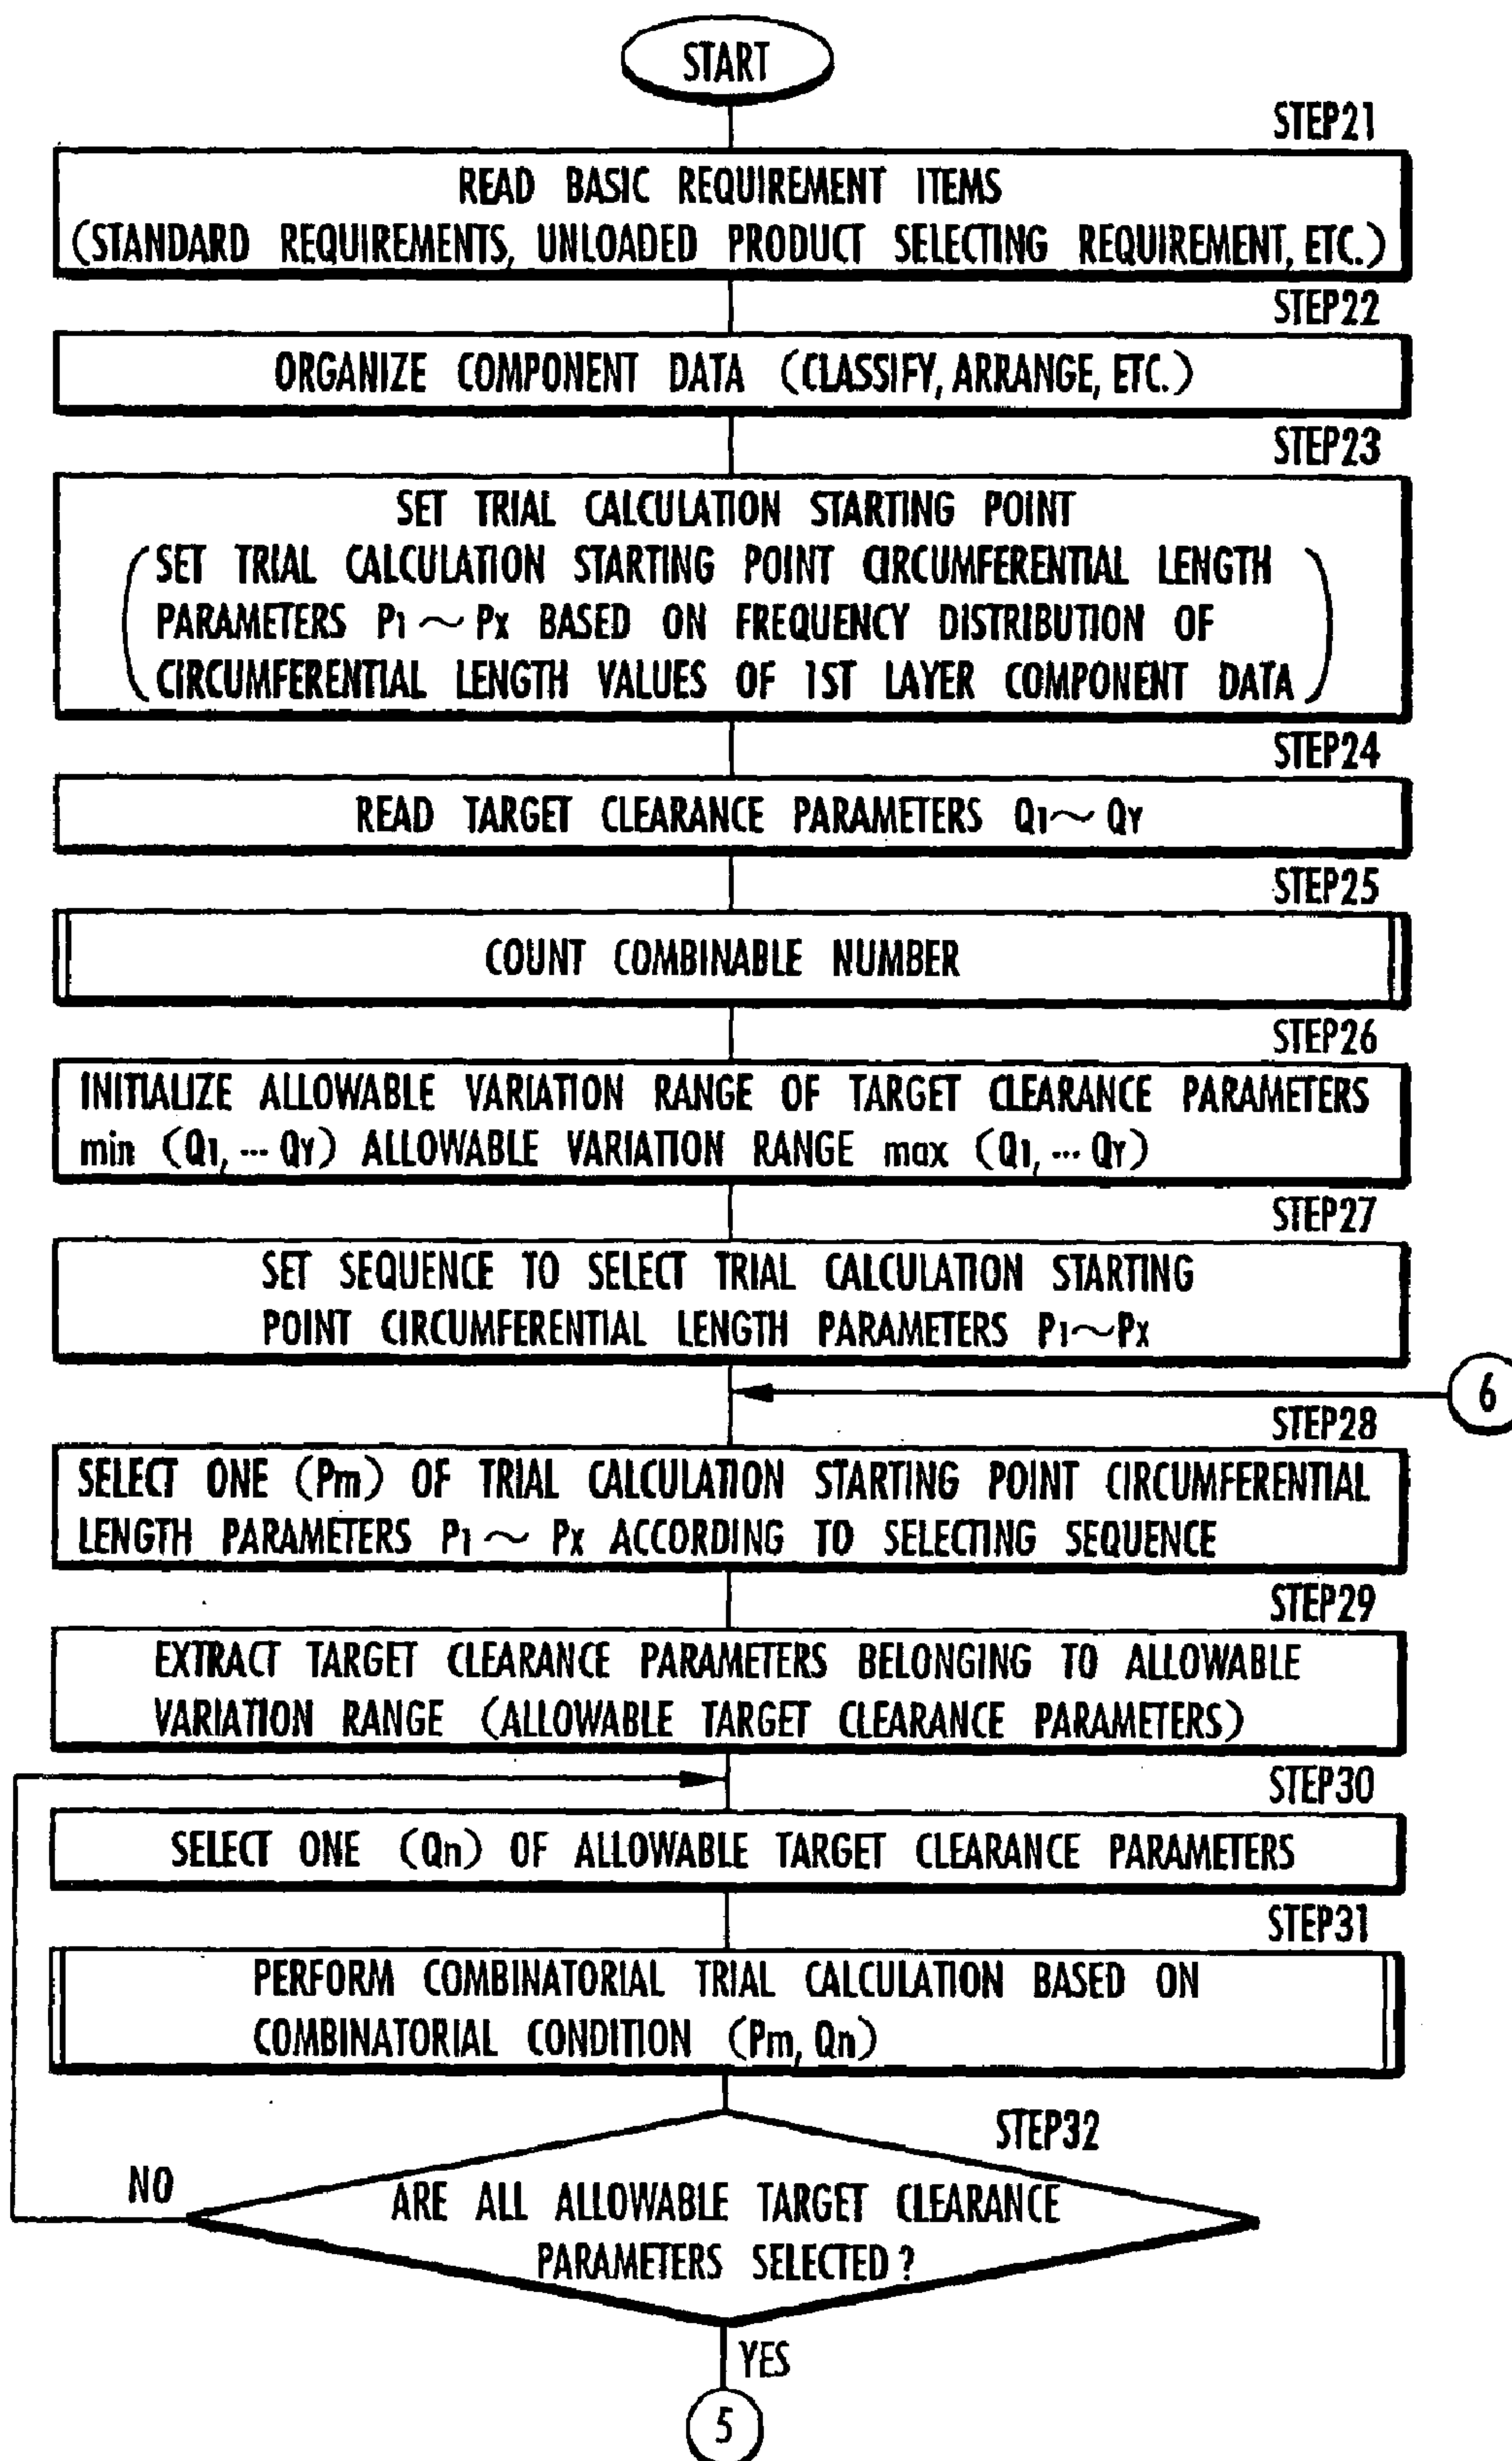 START
STEP21
READ BASIC REQUIREMENT ITEMS
(STANDARD REQUIREMENTS, UNLOADED PRODUCT SELECTING REQUIREMENT, ETC.)
STEP22
ORGANIZE COMPONENT DATA (CLASSIFY, ARRANGE, ETC.)
STEP23
SET TRIAL CALCULATION STARTING POINT
(SET TRIAL CALCULATION STARTING POINT CIRCUMFERENTIAL LENGTH
PARAMETERS P1 ~ PX BASED ON FREQUENCY DISTRIBUTION OF
CIRCUMFERENTIAL LENGTH VALUES OF 1ST LAYER COMPONENT DATA)
STEP24
READ TARGET CLEARANCE PARAMETERS Q1~ QY
STEP25
COUNT COMBINABLE NUMBER
STEP26
INITIALIZE ALLOWABLE VARIATION RANGE OF TARGET CLEARANCE PARAMETERS
min (Q1, ... QY) ALLOWABLE VARIATION RANGE max (Q1, ... QY)
STEP27
SET SEQUENCE TO SELECT TRIAL CALCULATION STARTING
POINT CIRCUMFERENTIAL LENGTH PARAMETERS P1~PX
6
STEP28
SELECT ONE (Pm) OF TRIAL CALCULATION STARTING POINT CIRCUMFERENTIAL
LENGTH PARAMETERS P1 ~ PX ACCORDING TO SELECTING SEQUENCE
STEP29
EXTRACT TARGET CLEARANCE PARAMETERS BELONGING TO ALLOWABLE
VARIATION RANGE (ALLOWABLE TARGET CLEARANCE PARAMETERS)
STEP30
SELECT ONE (Qn) OF ALLOWABLE TARGET CLEARANCE PARAMETERS
STEP31
PERFORM COMBINATORIAL TRIAL CALCULATION BASED ON
COMBINATORIAL CONDITION (Pm, Qn)
STEP32
NO
ARE ALL ALLOWABLE TARGET CLEARANCE
PARAMETERS SELECTED?
YES
5